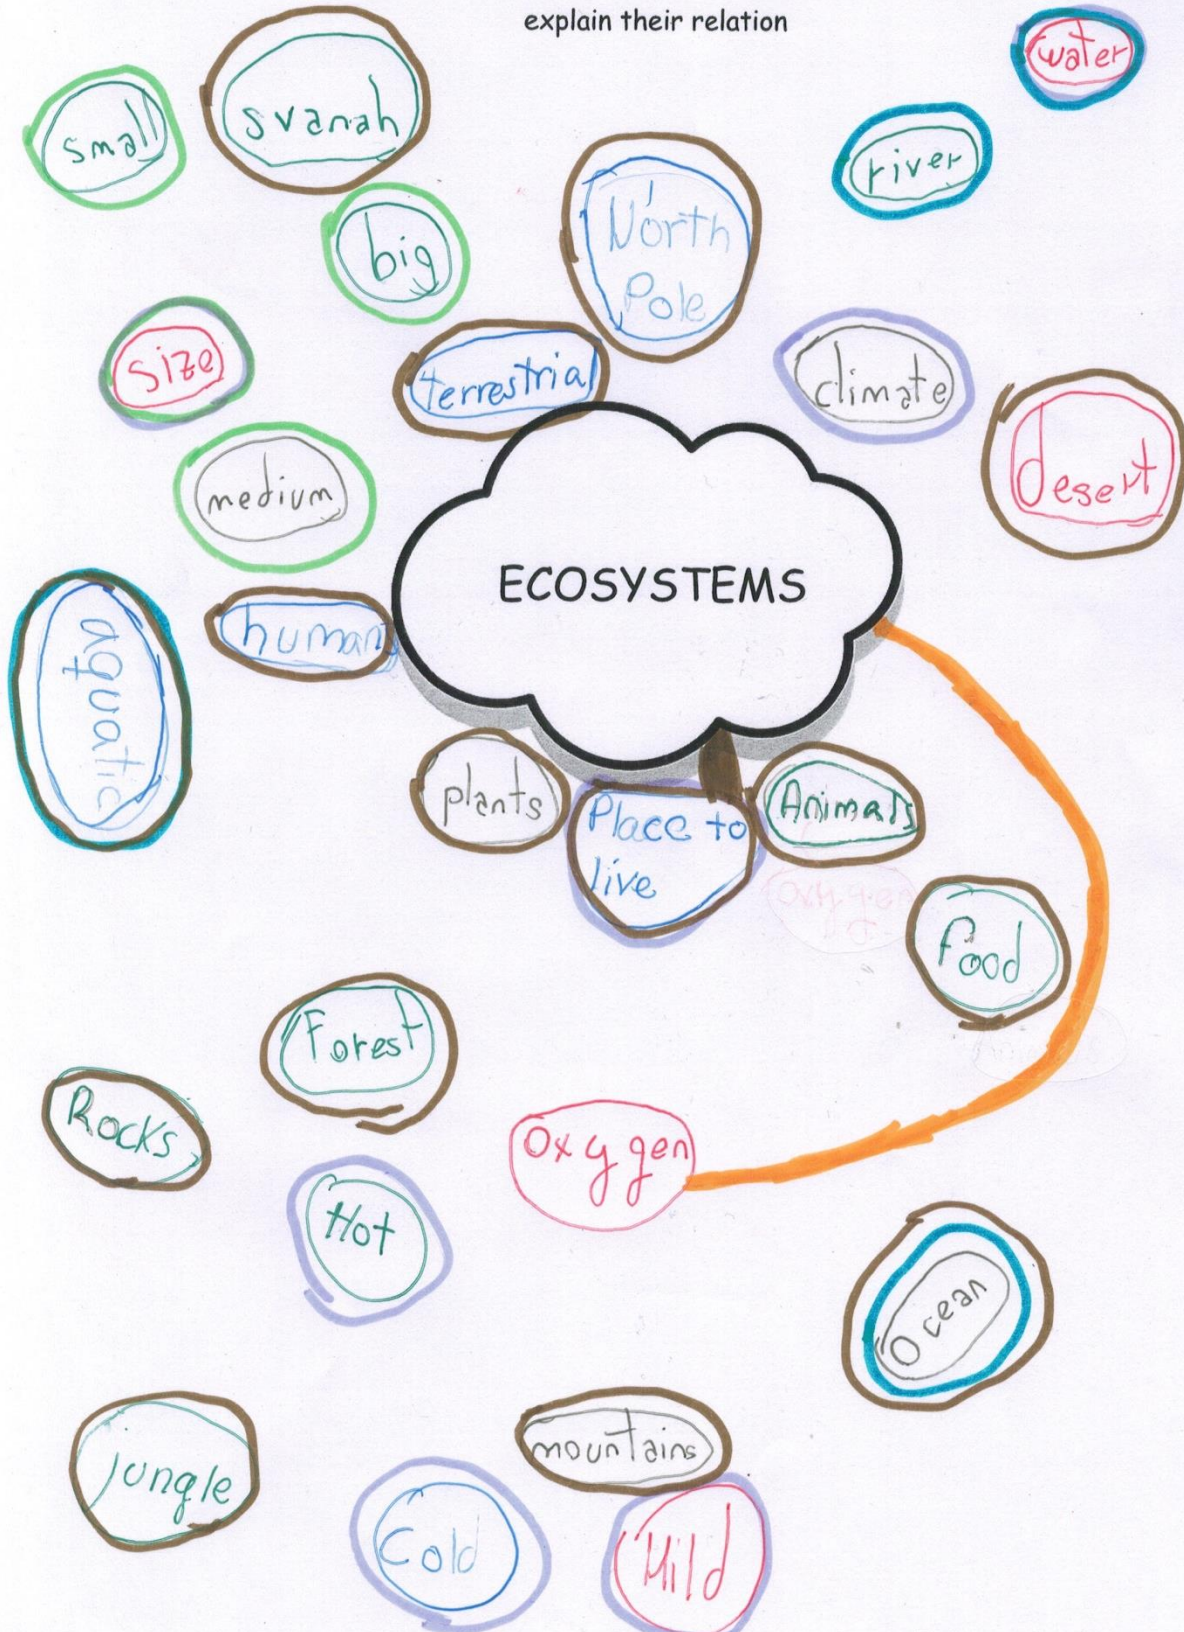 explain their relation
water
small
svanah
river
big
North
Pole
size
terrestrial
climate
desert
medium
ECOSYSTEMS
aquatic
human
plants
Place to
live
Animals
Oxygen
food
Forest
Rocks
Oxygen
Hot
Ocean
jungle
mountains
Cold
Mild